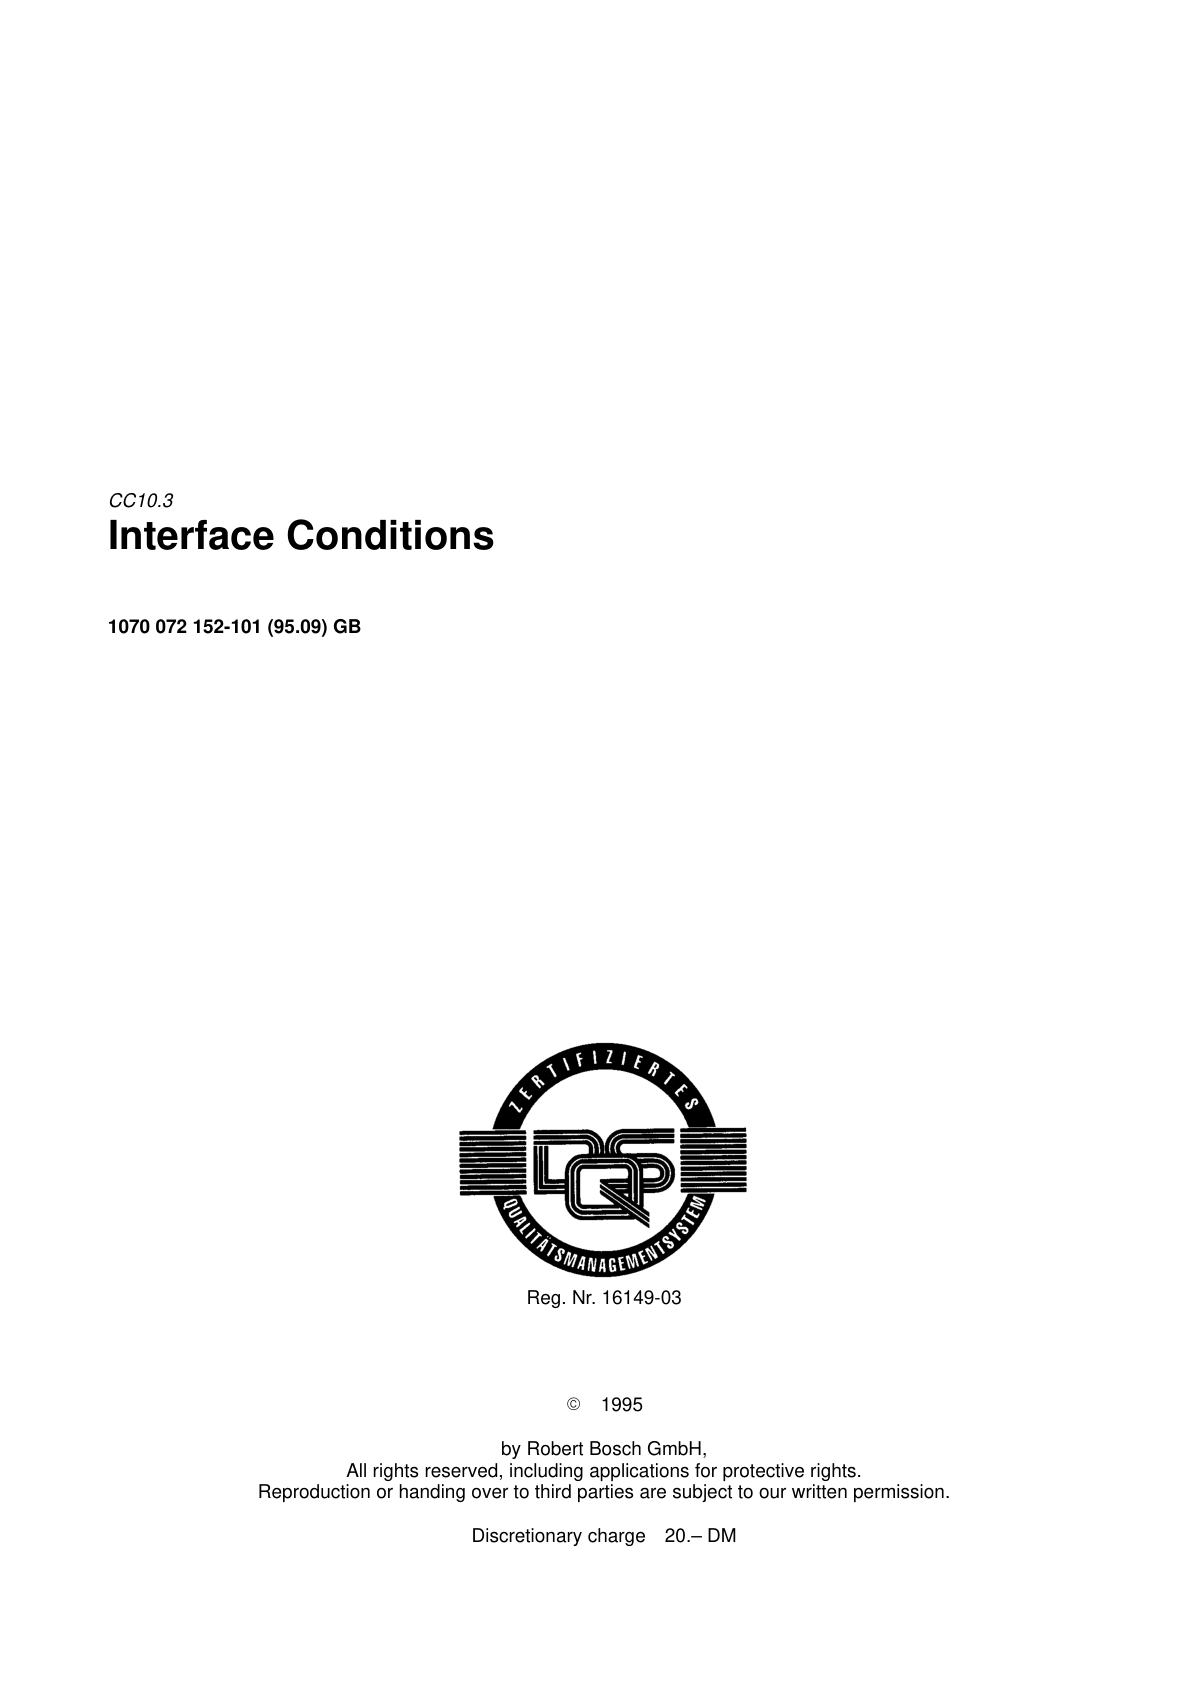 CC10.3
Interface Conditions
1070 072 152-101 (95.09) GB
ZERTIFIZIERTES
DQS
QUALITÄTSMANAGEMENTSYSTEM
Reg. Nr. 16149-03
© 1995
by Robert Bosch GmbH,
All rights reserved, including applications for protective rights.
Reproduction or handing over to third parties are subject to our written permission.
Discretionary charge 20.– DM